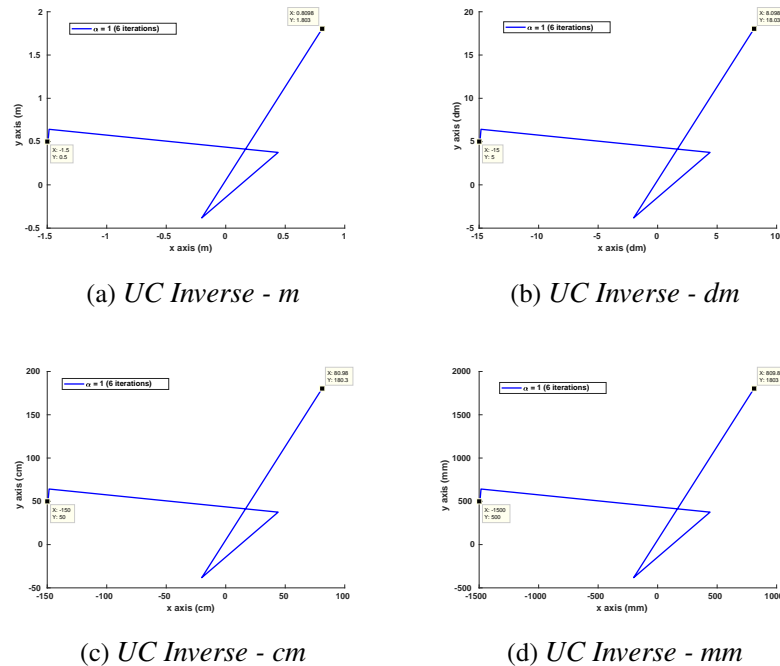 2
α = 1 (6 iterations)
X: 0.8098
Y: 1.803
1.5
1
y axis (m)
0.5
X: -1.5
Y: 0.5
0
-0.5
-1.5 -1 -0.5 0 0.5 1
x axis (m)
(a) UC Inverse - m
20
α = 1 (6 iterations)
X: 8.098
Y: 18.03
15
10
y axis (dm)
5
X: -15
Y: 5
0
-5
-15 -10 -5 0 5 10
x axis (dm)
(b) UC Inverse - dm
200
α = 1 (6 iterations)
X: 80.98
Y: 180.3
150
100
y axis (cm)
50
X: -150
Y: 50
0
-50
-150 -100 -50 0 50 100
x axis (cm)
(c) UC Inverse - cm
2000
α = 1 (6 iterations)
X: 809.8
Y: 1803
1500
1000
y axis (mm)
500
X: -1500
Y: 500
0
-500
-1500 -1000 -500 0 500 1000
x axis (mm)
(d) UC Inverse - mm